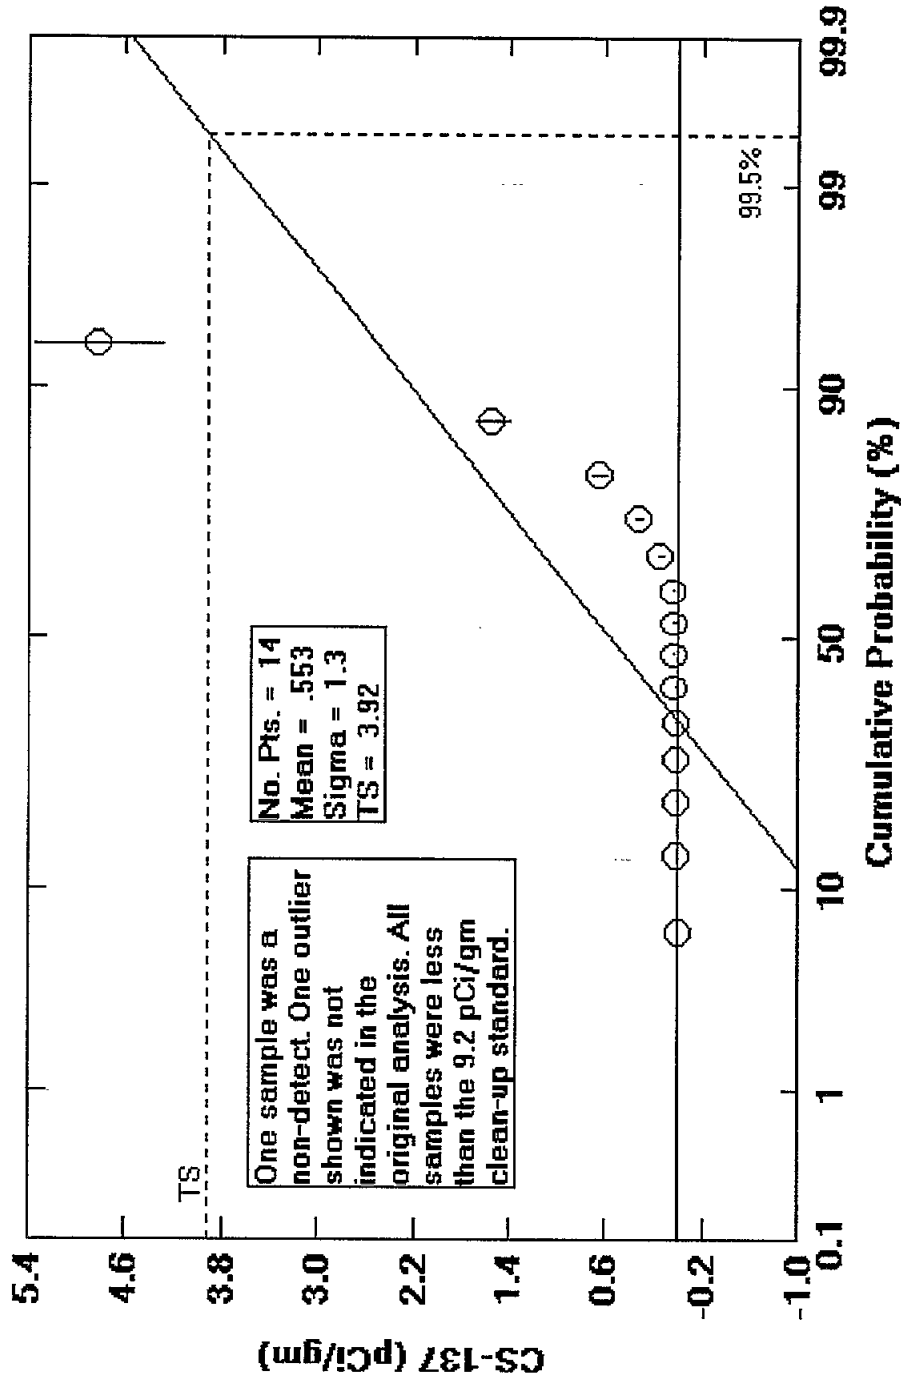 CS-137 (pCi/gm)
5.4
4.6
3.8
3.0
2.2
1.4
0.6
-0.2
-1.0
TS
One sample was a
non-detect. One outlier
shown was not
indicated in the
original analysis. All
samples were less
than the 9.2 pCi/gm
clean-up standard.
No. Pts. = 14
Mean = .553
Sigma = 1.3
TS = 3.92
99.5%
0.1
1
10
50
90
99
99.9
Cumulative Probability (%)